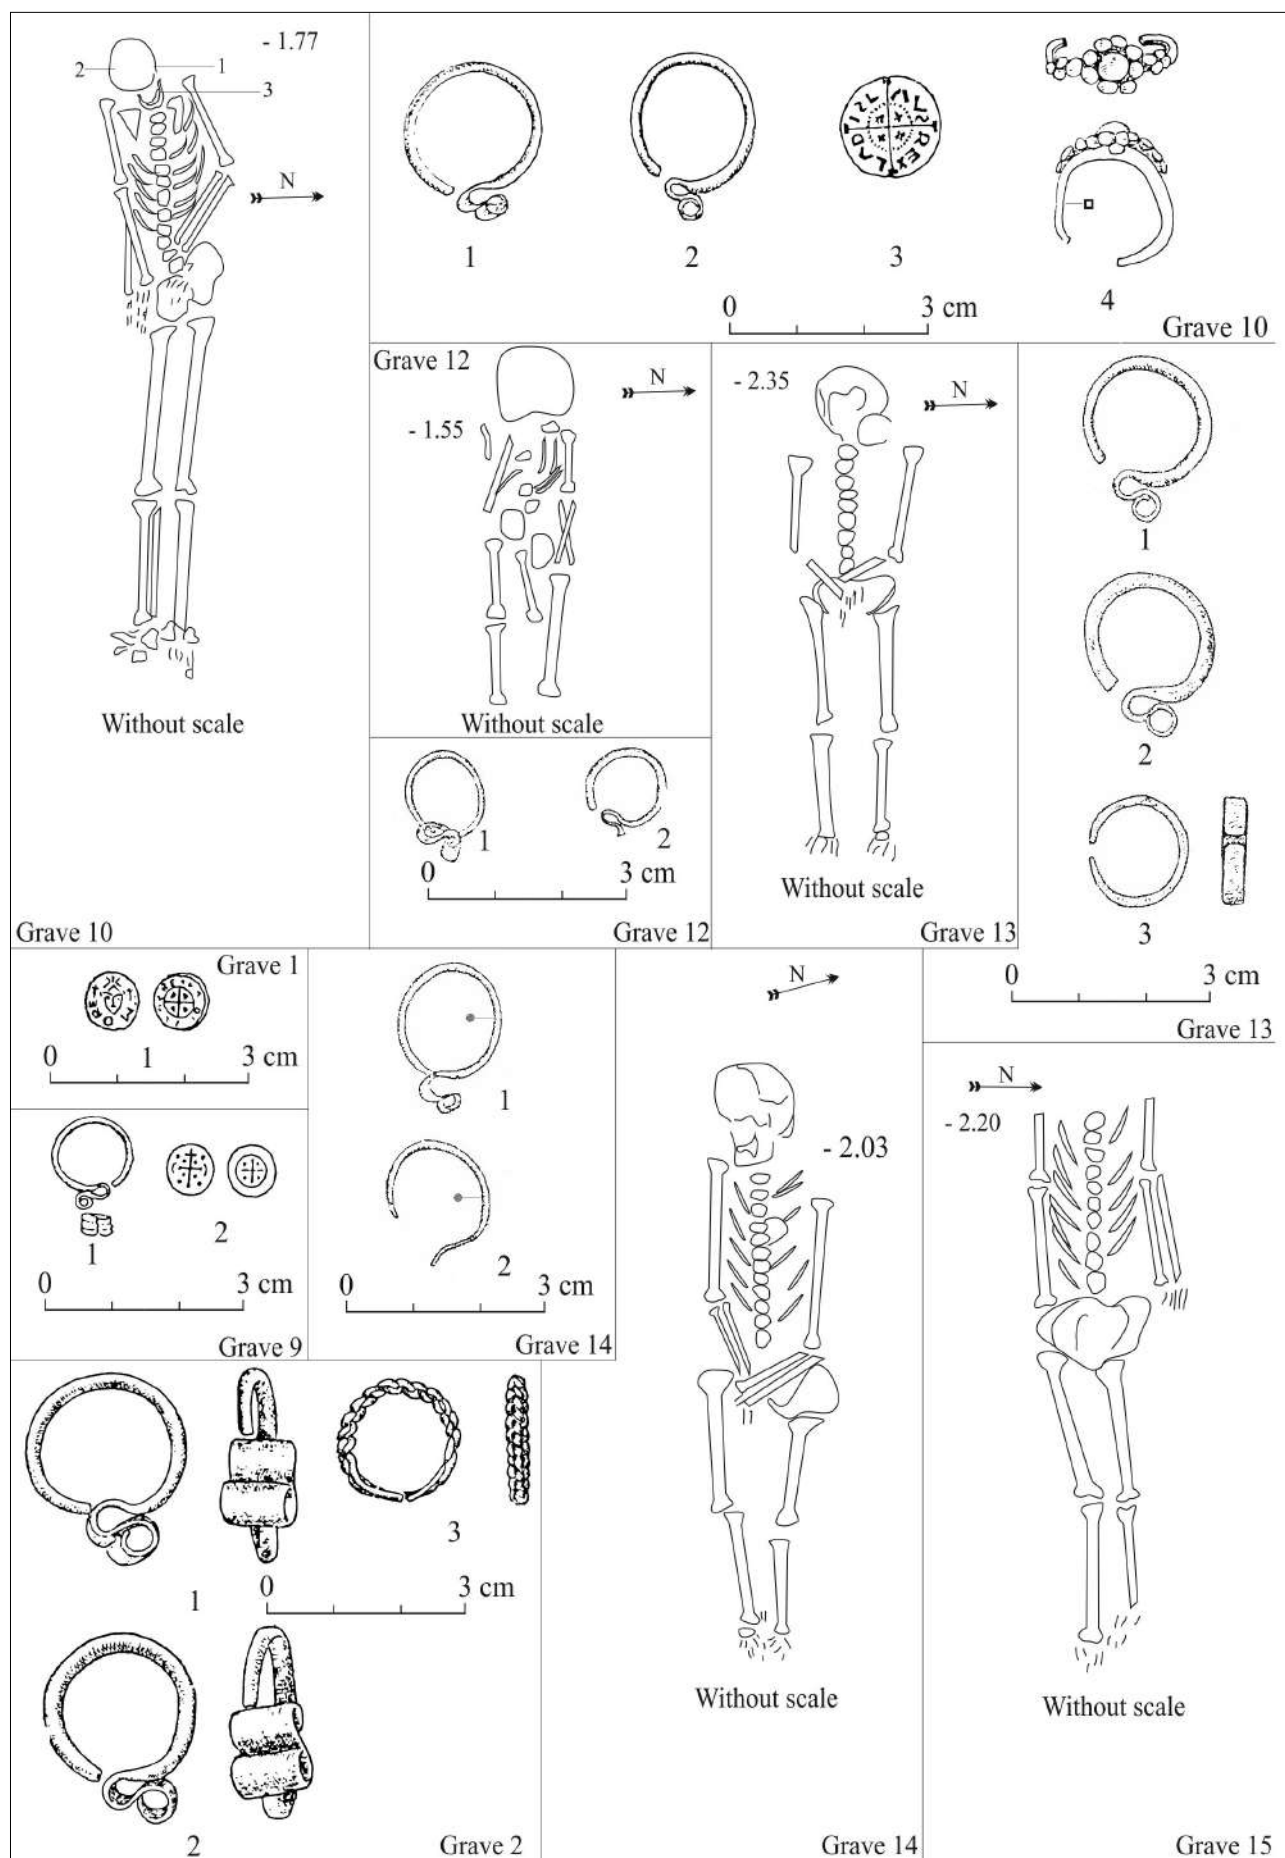 - 1.77
2
1
3
N
Without scale
Grave 10
1
2
3
4
0 3 cm
Grave 10
Grave 12
N
- 1.55
Without scale
1
2
0 3 cm
Grave 12
- 2.35
N
Without scale
Grave 13
1
2
3
0 3 cm
Grave 13
Grave 1
1
0 3 cm
1
2
0 3 cm
Grave 9
1
2
0 3 cm
Grave 14
N
- 2.03
Without scale
Grave 14
N
- 2.20
Without scale
Grave 15
1
2
3
0 3 cm
Grave 2